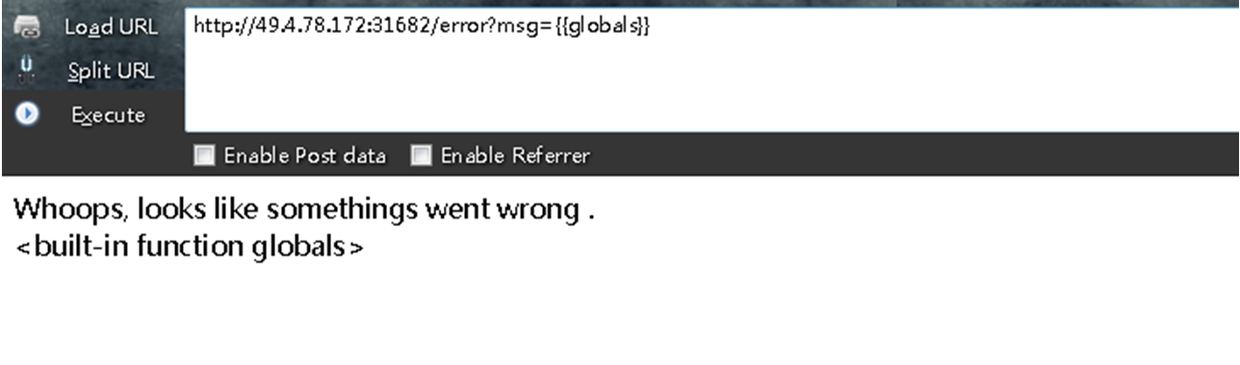 Load URL
http://49.4.78.172:31682/error?msg={{globals}}
Split URL
Execute
Enable Post data Enable Referrer
Whoops, looks like somethings went wrong .
<built-in function globals>